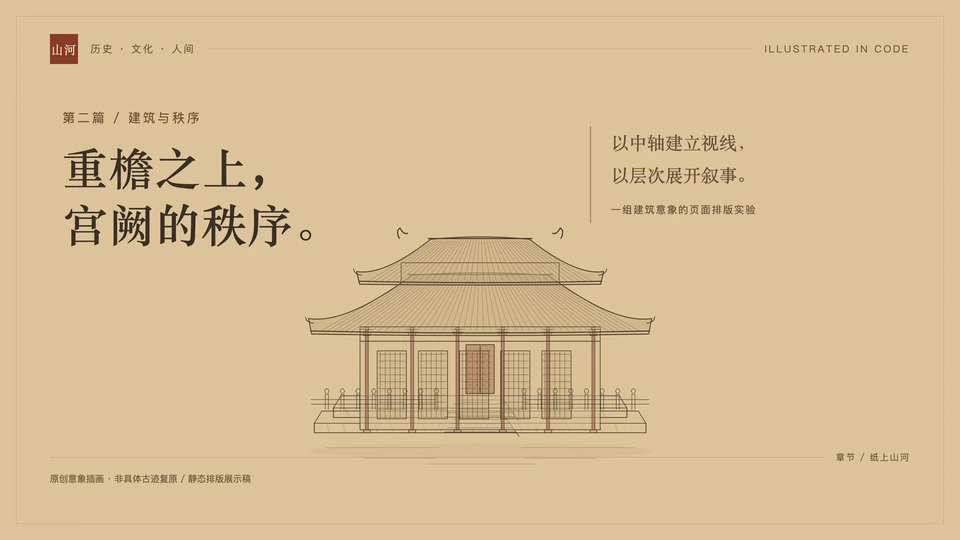 山河
历史 · 文化 · 人间
ILLUSTRATED IN CODE
第二篇 / 建筑与秩序
重檐之上，
宫阙的秩序。
以中轴建立视线，
以层次展开叙事。
一组建筑意象的页面排版实验
章节 / 纸上山河
原创意象插画 · 非具体古迹复原 / 静态排版展示稿